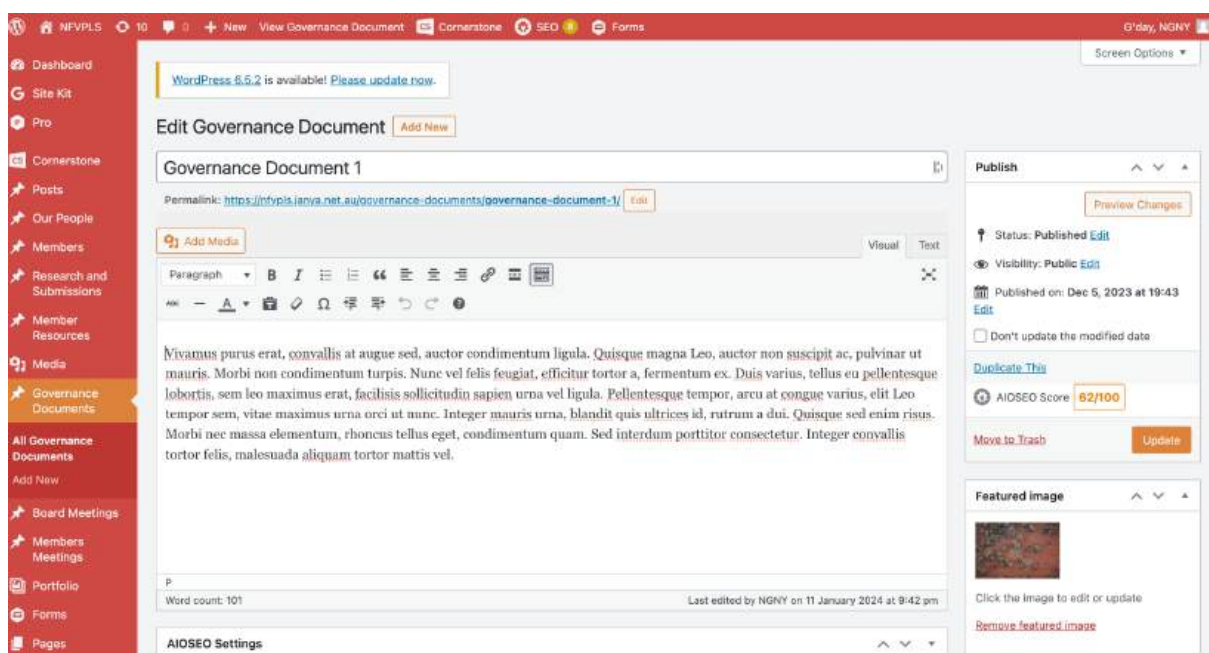 NFVPLS 10 0 + New View Governance Document CS Cornerstone SEO Forms G'day, NGNY
Screen Options
Dashboard
Site Kit
Pro
Cornerstone
Posts
Our People
Members
Research and
Submissions
Member
Resources
Media
Governance
Documents
All Governance
Documents
Add New
Board Meetings
Members
Meetings
Portfolio
Forms
Pages
WordPress 6.5.2 is available! Please update now.
Edit Governance Document Add New
Governance Document 1
Permalink: https://nfvpls.janya.net.au/governance-documents/governance-document-1/ Edit
Add Media
Visual Text
Paragraph B I
ABC A Ω
Vivamus purus erat, convallis at augue sed, auctor condimentum ligula. Quisque magna Leo, auctor non suscipit ac, pulvinar ut
mauris. Morbi non condimentum turpis. Nunc vel felis feugiat, efficitur tortor a, fermentum ex. Duis varius, tellus eu pellentesque
lobortis, sem leo maximus erat, facilisis sollicitudin sapien urna vel ligula. Pellentesque tempor, arcu at congue varius, elit Leo
tempor sem, vitae maximus urna orci ut nunc. Integer mauris urna, blandit quis ultrices id, rutrum a dui. Quisque sed enim risus.
Morbi nec massa elementum, rhoncus tellus eget, condimentum quam. Sed interdum porttitor consectetur. Integer convallis
tortor felis, malesuada aliquam tortor mattis vel.
P
Word count: 101 Last edited by NGNY on 11 January 2024 at 9:42 pm
AIOSEO Settings
Publish
Preview Changes
Status: Published Edit
Visibility: Public Edit
Published on: Dec 5, 2023 at 19:43
Edit
Don't update the modified date
Duplicate This
AIOSEO Score 62/100
Move to Trash Update
Featured image
Click the image to edit or update
Remove featured image